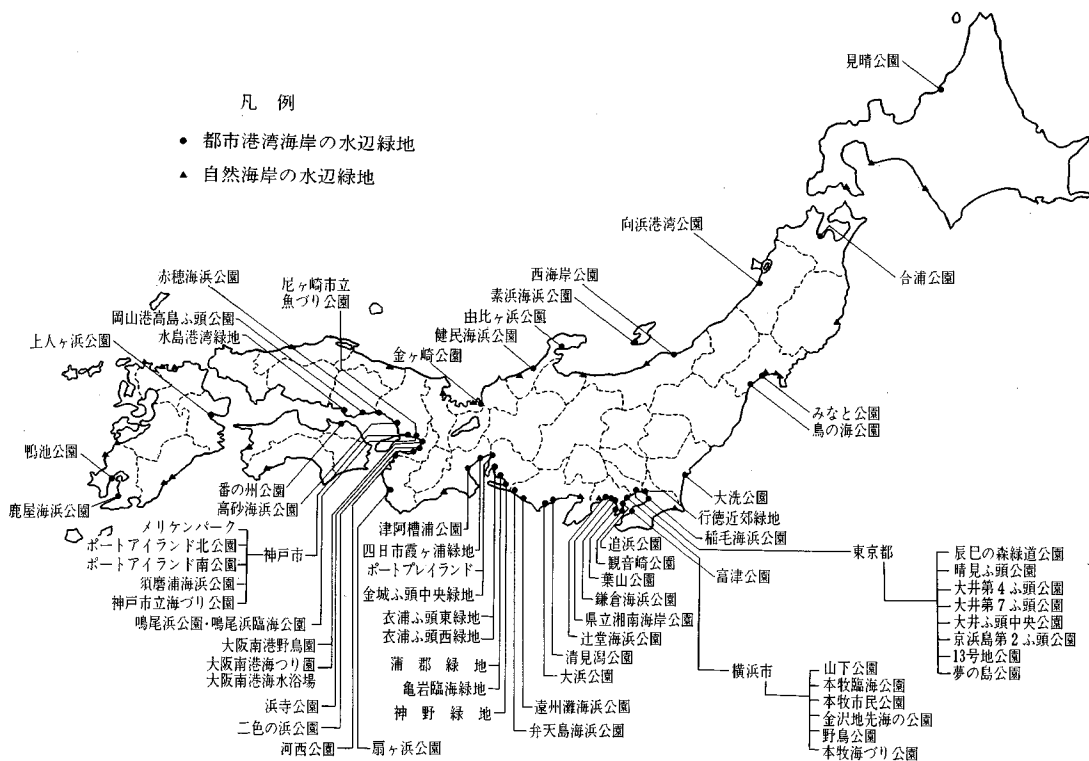 見晴公園
凡 例
● 都市港湾海岸の水辺緑地
▲ 自然海岸の水辺緑地
向浜港湾公園
合浦公園
西海岸公園
素浜海浜公園
由比ヶ浜公園
健民海浜公園
金ヶ崎公園
尼ヶ崎市立
魚づり公園
赤穂海浜公園
岡山港高島ふ頭公園
水島港湾緑地
上人ヶ浜公園
みなと公園
鳥の海公園
鴨池公園
鹿屋海浜公園
番の州公園
高砂海浜公園
メリケンパーク
ポートアイランド北公園
ポートアイランド南公園
須磨浦海浜公園
神戸市立海づり公園
神戸市
鳴尾浜公園・鳴尾浜臨海公園
大阪南港野鳥園
大阪南港海つり園
大阪南港海水浴場
浜寺公園
二色の浜公園
河西公園
扇ヶ浜公園
津阿漕浦公園
四日市霞ヶ浦緑地
ポートプレイランド
金城ふ頭中央緑地
衣浦ふ頭東緑地
衣浦ふ頭西緑地
蒲郡緑地
亀岩臨海緑地
神野緑地
弁天島海浜公園
遠州灘海浜公園
大浜公園
清見潟公園
辻堂海浜公園
県立湘南海岸公園
鎌倉海浜公園
葉山公園
観音崎公園
追浜公園
大洗公園
行徳近郊緑地
稲毛海浜公園
富津公園
東京都
辰巳の森緑道公園
晴見ふ頭公園
大井第4ふ頭公園
大井第7ふ頭公園
大井ふ頭中央公園
京浜島第2ふ頭公園
13号地公園
夢の島公園
横浜市
山下公園
本牧臨海公園
本牧市民公園
金沢地先海の公園
野島公園
本牧海づり公園